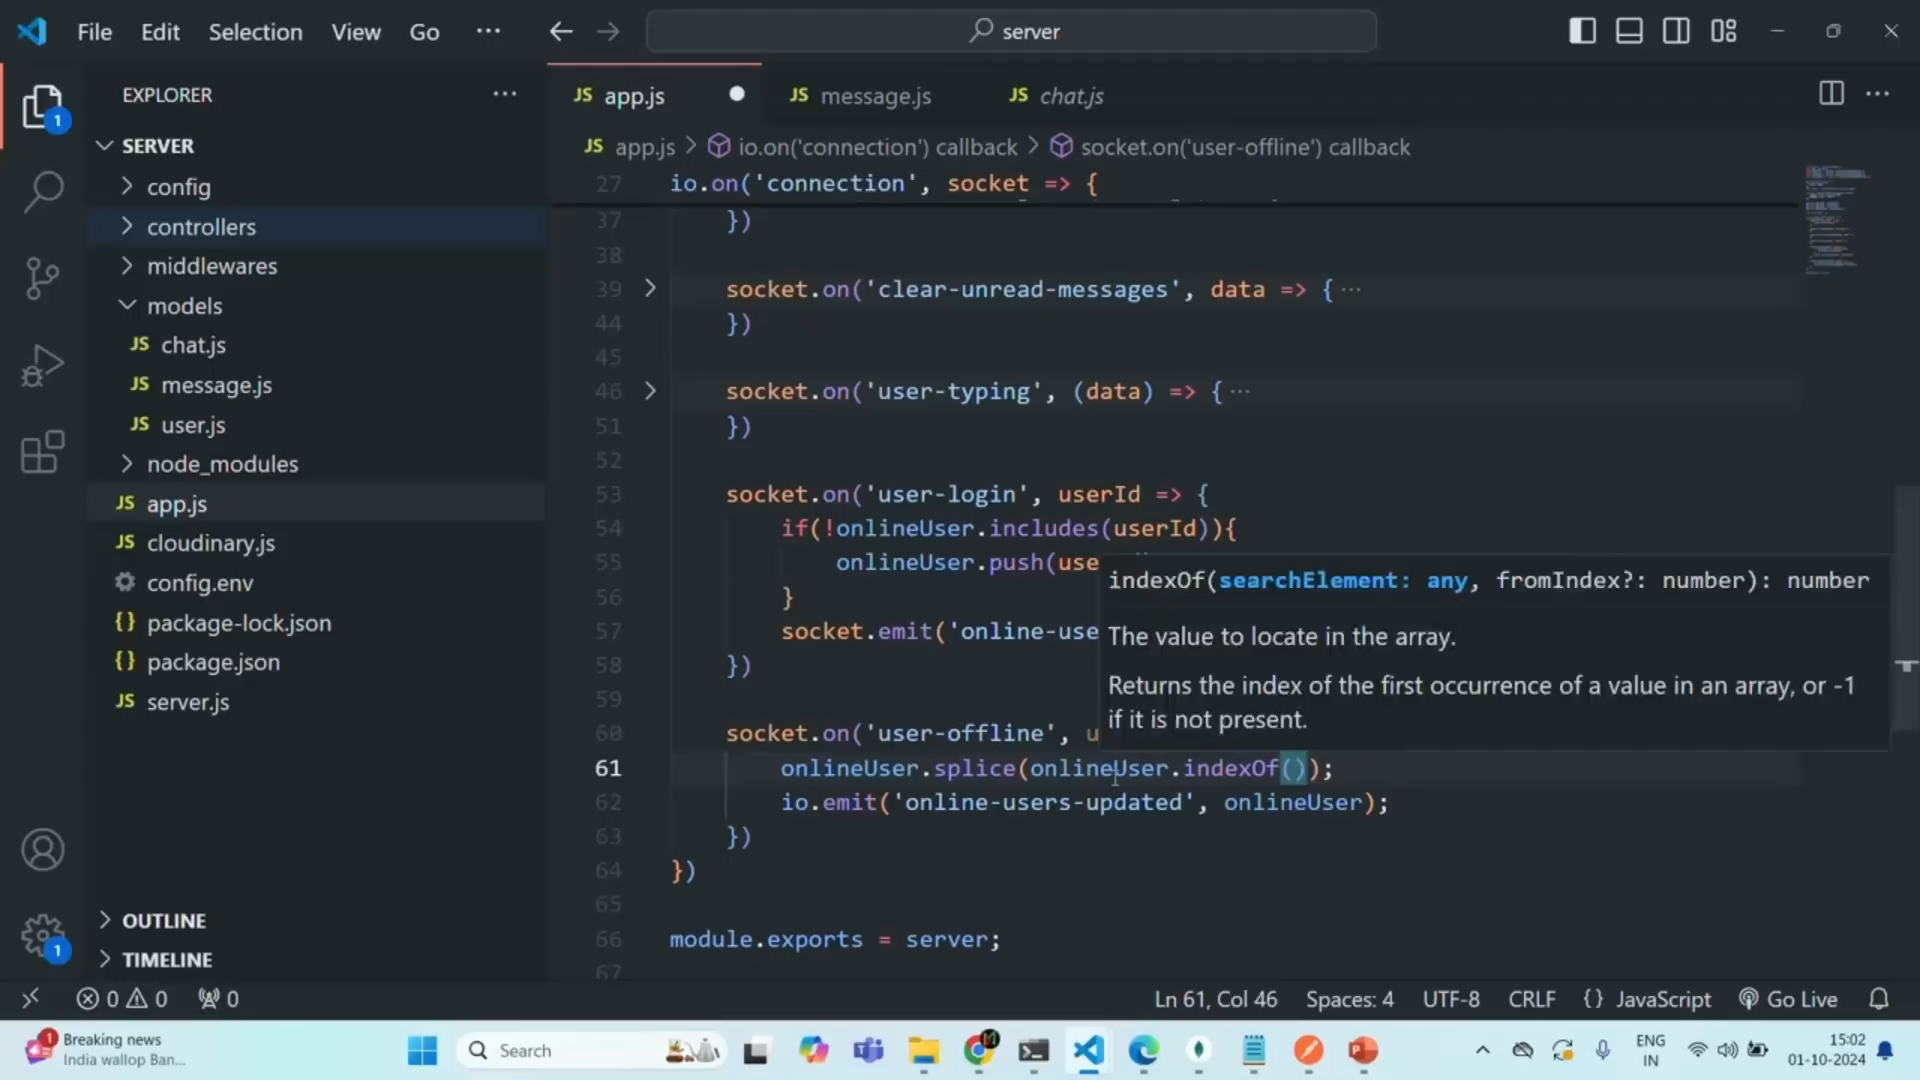 File Edit Selection View Go ··· server
EXPLORER ···
SERVER
config
controllers
middlewares
models
JS chat.js
JS message.js
JS user.js
node_modules
JS app.js
JS cloudinary.js
config.env
{} package-lock.json
{} package.json
JS server.js
OUTLINE
TIMELINE
1
1
JS app.js JS message.js JS chat.js ···
JS app.js > io.on('connection') callback > socket.on('user-offline') callback
27 io.on('connection', socket => {
37 })
38
39 socket.on('clear-unread-messages', data => { ···
44 })
45
46 socket.on('user-typing', (data) => { ···
51 })
52
53 socket.on('user-login', userId => {
54 if(!onlineUser.includes(userId)){
55 onlineUser.push(use
56 }
57 socket.emit('online-use
58 })
59
60 socket.on('user-offline', u
61 onlineUser.splice(onlineUser.indexOf());
62 io.emit('online-users-updated', onlineUser);
63 })
64 })
65
66 module.exports = server;
67
indexOf(searchElement: any, fromIndex?: number): number
The value to locate in the array.
Returns the index of the first occurrence of a value in an array, or -1
if it is not present.
0 0 0 Ln 61, Col 46 Spaces: 4 UTF-8 CRLF {} JavaScript Go Live
1 Breaking news
India wallop Ban...
Search
ENG
IN
15:02
01-10-2024